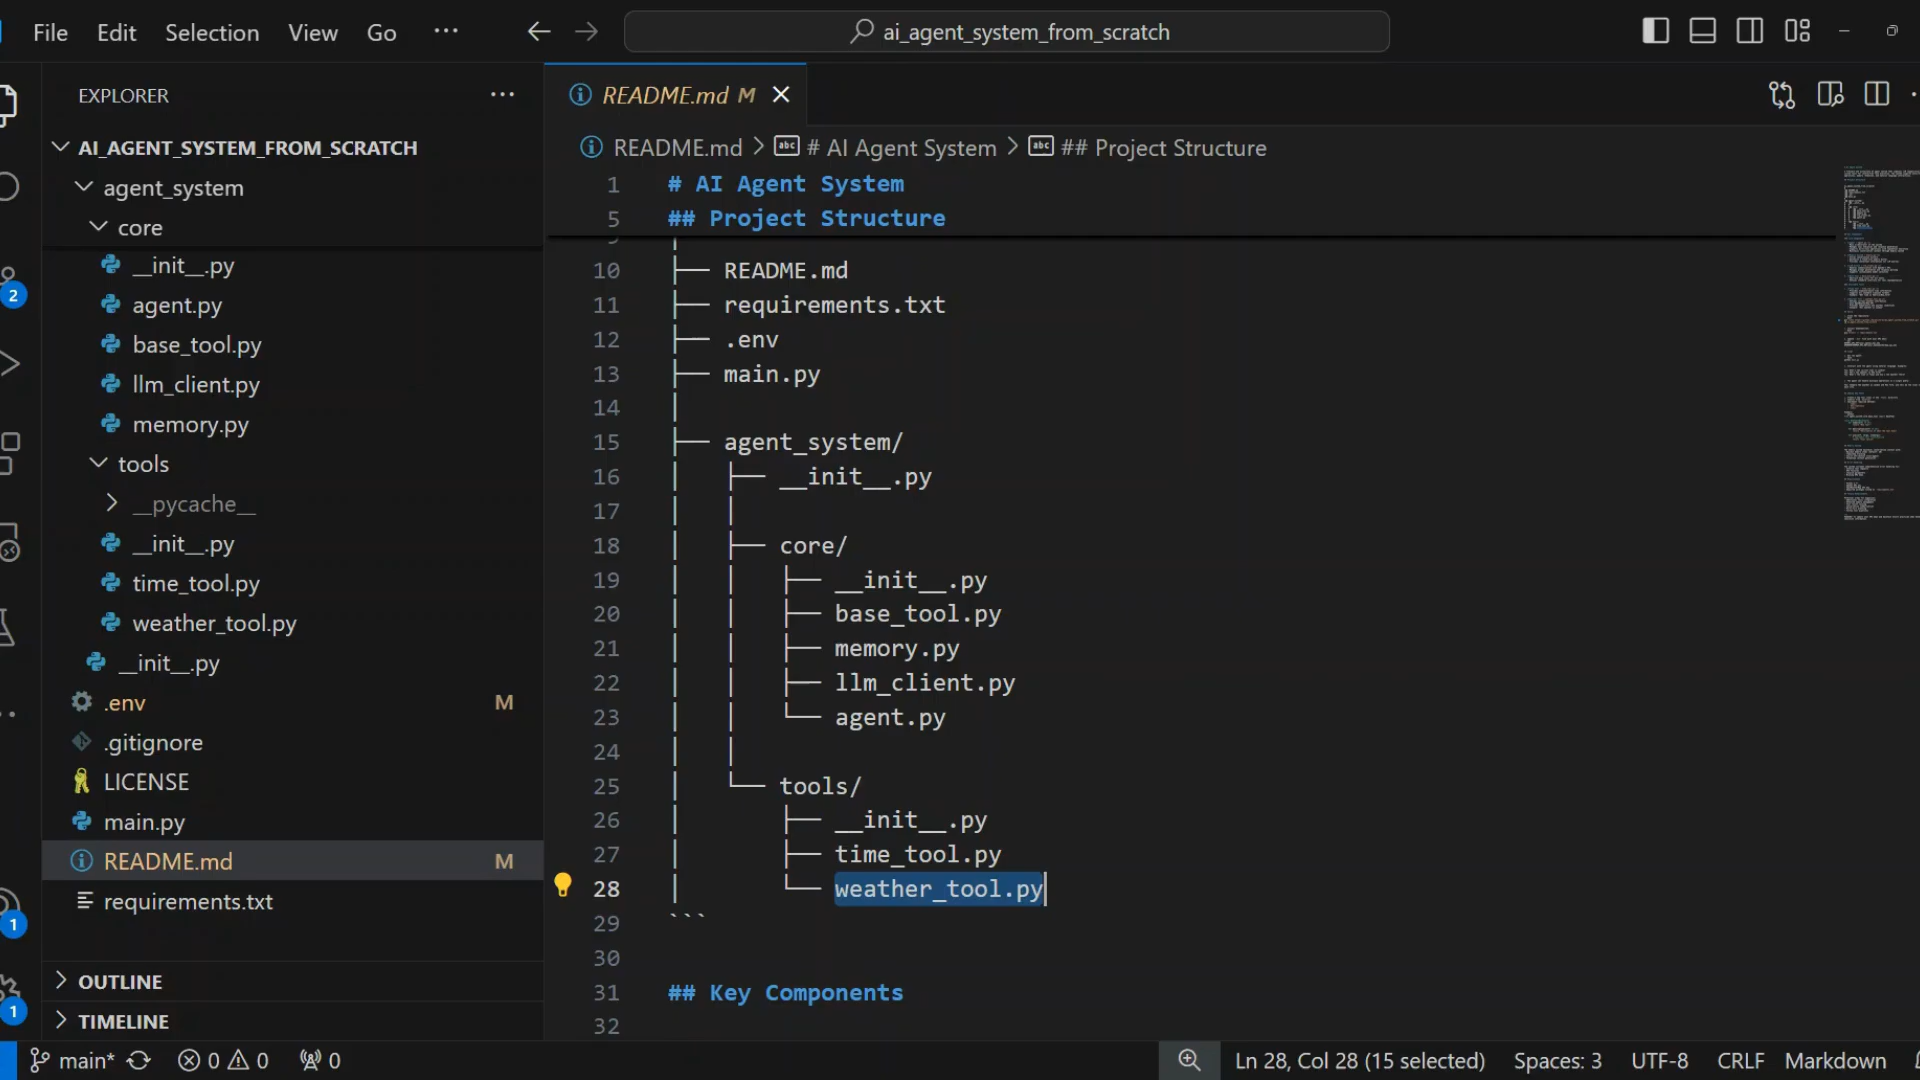 File Edit Selection View Go ···
ai_agent_system_from_scratch
EXPLORER
AI_AGENT_SYSTEM_FROM_SCRATCH
agent_system
core
__init__.py
agent.py
base_tool.py
llm_client.py
memory.py
tools
__pycache__
__init__.py
time_tool.py
weather_tool.py
__init__.py
.env M
.gitignore
LICENSE
main.py
README.md M
requirements.txt
OUTLINE
TIMELINE
2
1
1
README.md M
README.md > # AI Agent System > ## Project Structure
1 # AI Agent System
5 ## Project Structure
9 │
10 ├── README.md
11 ├── requirements.txt
12 ├── .env
13 ├── main.py
14 │
15 ├── agent_system/
16 │   ├── __init__.py
17 │   │
18 │   ├── core/
19 │   │   ├── __init__.py
20 │   │   ├── base_tool.py
21 │   │   ├── memory.py
22 │   │   ├── llm_client.py
23 │   │   └── agent.py
24 │   │
25 │   └── tools/
26 │       ├── __init__.py
27 │       ├── time_tool.py
28 │       └── weather_tool.py
29 ```
30
31 ## Key Components
32
main* 0 0 0
Ln 28, Col 28 (15 selected) Spaces: 3 UTF-8 CRLF Markdown